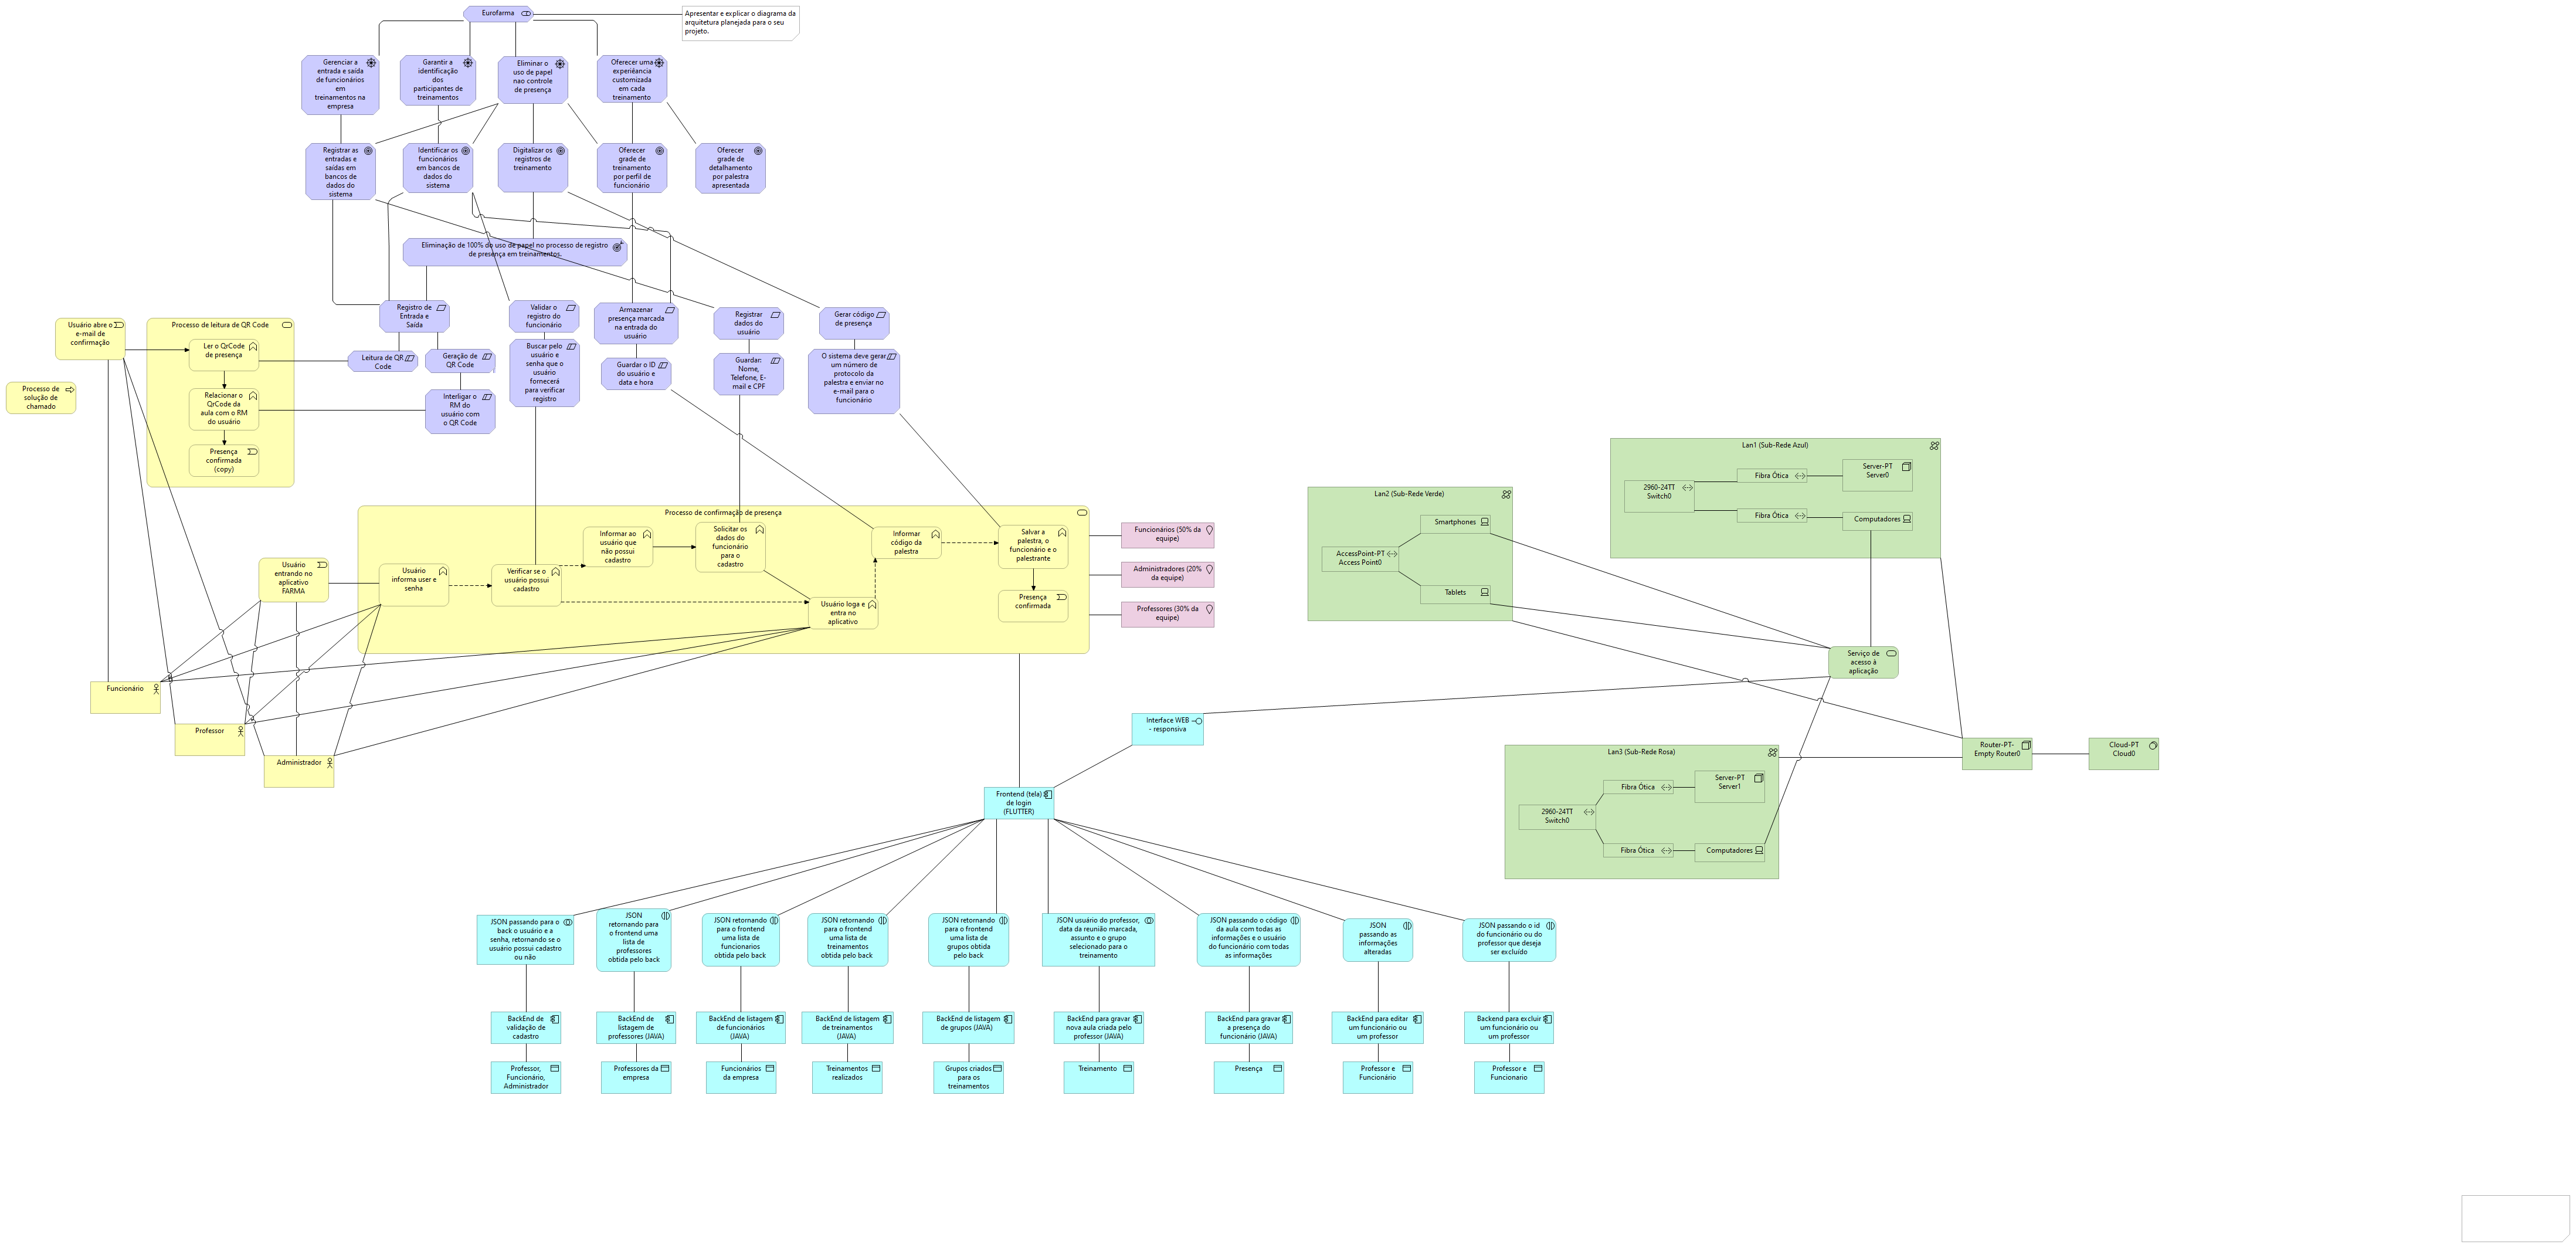 Eurofarma
Apresentar e explicar o diagrama da
arquitetura planejada para o seu
projeto.
Gerenciar a
entrada e saída
de funcionários
em
treinamentos na
empresa
Garantir a
identificação
dos
participantes de
treinamentos
Eliminar o
uso de papel
nao controle
de presença
Oferecer uma
experiêancia
customizada
em cada
treinamento
Registrar as
entradas e
saídas em
bancos de
dados do
sistema
Identificar os
funcionários
em bancos de
dados do
sistema
Digitalizar os
registros de
treinamento
Oferecer
grade de
treinamento
por perfil de
funcionário
Oferecer
grade de
detalhamento
por palestra
apresentada
Eliminação de 100% do uso de papel no processo de registro
de presença em treinamentos.
Registro de
Entrada e
Saída
Validar o
registro do
funcionário
Armazenar
presença marcada
na entrada do
usuário
Registrar
dados do
usuário
Gerar código
de presença
Leitura de QR
Code
Geração de
QR Code
Interligar o
RM do
usuário com
o QR Code
Buscar pelo
usuário e
senha que o
usuário
fornecerá
para verificar
registro
Guardar o ID
do usuário e
data e hora
Guardar:
Nome,
Telefone, E-
mail e CPF
O sistema deve gerar
um número de
protocolo da
palestra e enviar no
e-mail para o
funcionário
Usuário abre o
e-mail de
confirmação
Processo de
solução de
chamado
Processo de leitura de QR Code
Ler o QrCode
de presença
Relacionar o
QrCode da
aula com o RM
do usuário
Presença
confirmada
(copy)
Processo de confirmação de presença
Usuário
entrando no
aplicativo
FARMA
Usuário
informa user e
senha
Verificar se o
usuário possui
cadastro
Informar ao
usuário que
não possui
cadastro
Solicitar os
dados do
funcionário
para o
cadastro
Usuário loga e
entra no
aplicativo
Informar
código da
palestra
Salvar a
palestra, o
funcionário e o
palestrante
Presença
confirmada
Funcionários (50% da
equipe)
Administradores (20%
da equipe)
Professores (30% da
equipe)
Funcionário
Professor
Administrador
Lan2 (Sub-Rede Verde)
Smartphones
AccessPoint-PT
Access Point0
Tablets
Lan1 (Sub-Rede Azul)
2960-24TT
Switch0
Fibra Ótica
Server-PT
Server0
Fibra Ótica
Computadores
Serviço de
acesso á
aplicação
Interface WEB
- responsiva
Lan3 (Sub-Rede Rosa)
2960-24TT
Switch0
Fibra Ótica
Server-PT
Server1
Fibra Ótica
Computadores
Router-PT-
Empty Router0
Cloud-PT
Cloud0
Frontend (tela)
de login
(FLUTTER)
JSON passando para o
back o usuário e a
senha, retornando se o
usuário possui cadastro
ou não
JSON
retornando para
o frontend uma
lista de
professores
obtida pelo back
JSON retornando
para o frontend
uma lista de
funcionarios
obtida pelo back
JSON retornando
para o frontend
uma lista de
treinamentos
obtida pelo back
JSON retornando
para o frontend
uma lista de
grupos obtida
pelo back
JSON usuário do professor,
data da reunião marcada,
assunto e o grupo
selecionado para o
treinamento
JSON passando o código
da aula com todas as
informações e o usuário
do funcionário com todas
as informações
JSON
passando as
informações
alteradas
JSON passando o id
do funcionário ou do
professor que deseja
ser excluído
BackEnd de
validação de
cadastro
BackEnd de
listagem de
professores (JAVA)
BackEnd de listagem
de funcionários
(JAVA)
BackEnd de listagem
de treinamentos
(JAVA)
BackEnd de listagem
de grupos (JAVA)
BackEnd para gravar
nova aula criada pelo
professor (JAVA)
BackEnd para gravar
a presença do
funcionário (JAVA)
BackEnd para editar
um funcionário ou
um professor
Backend para excluir
um funcionário ou
um professor
Professor,
Funcionário,
Administrador
Professores da
empresa
Funcionários
da empresa
Treinamentos
realizados
Grupos criados
para os
treinamentos
Treinamento
Presença
Professor e
Funcionário
Professor e
Funcionario